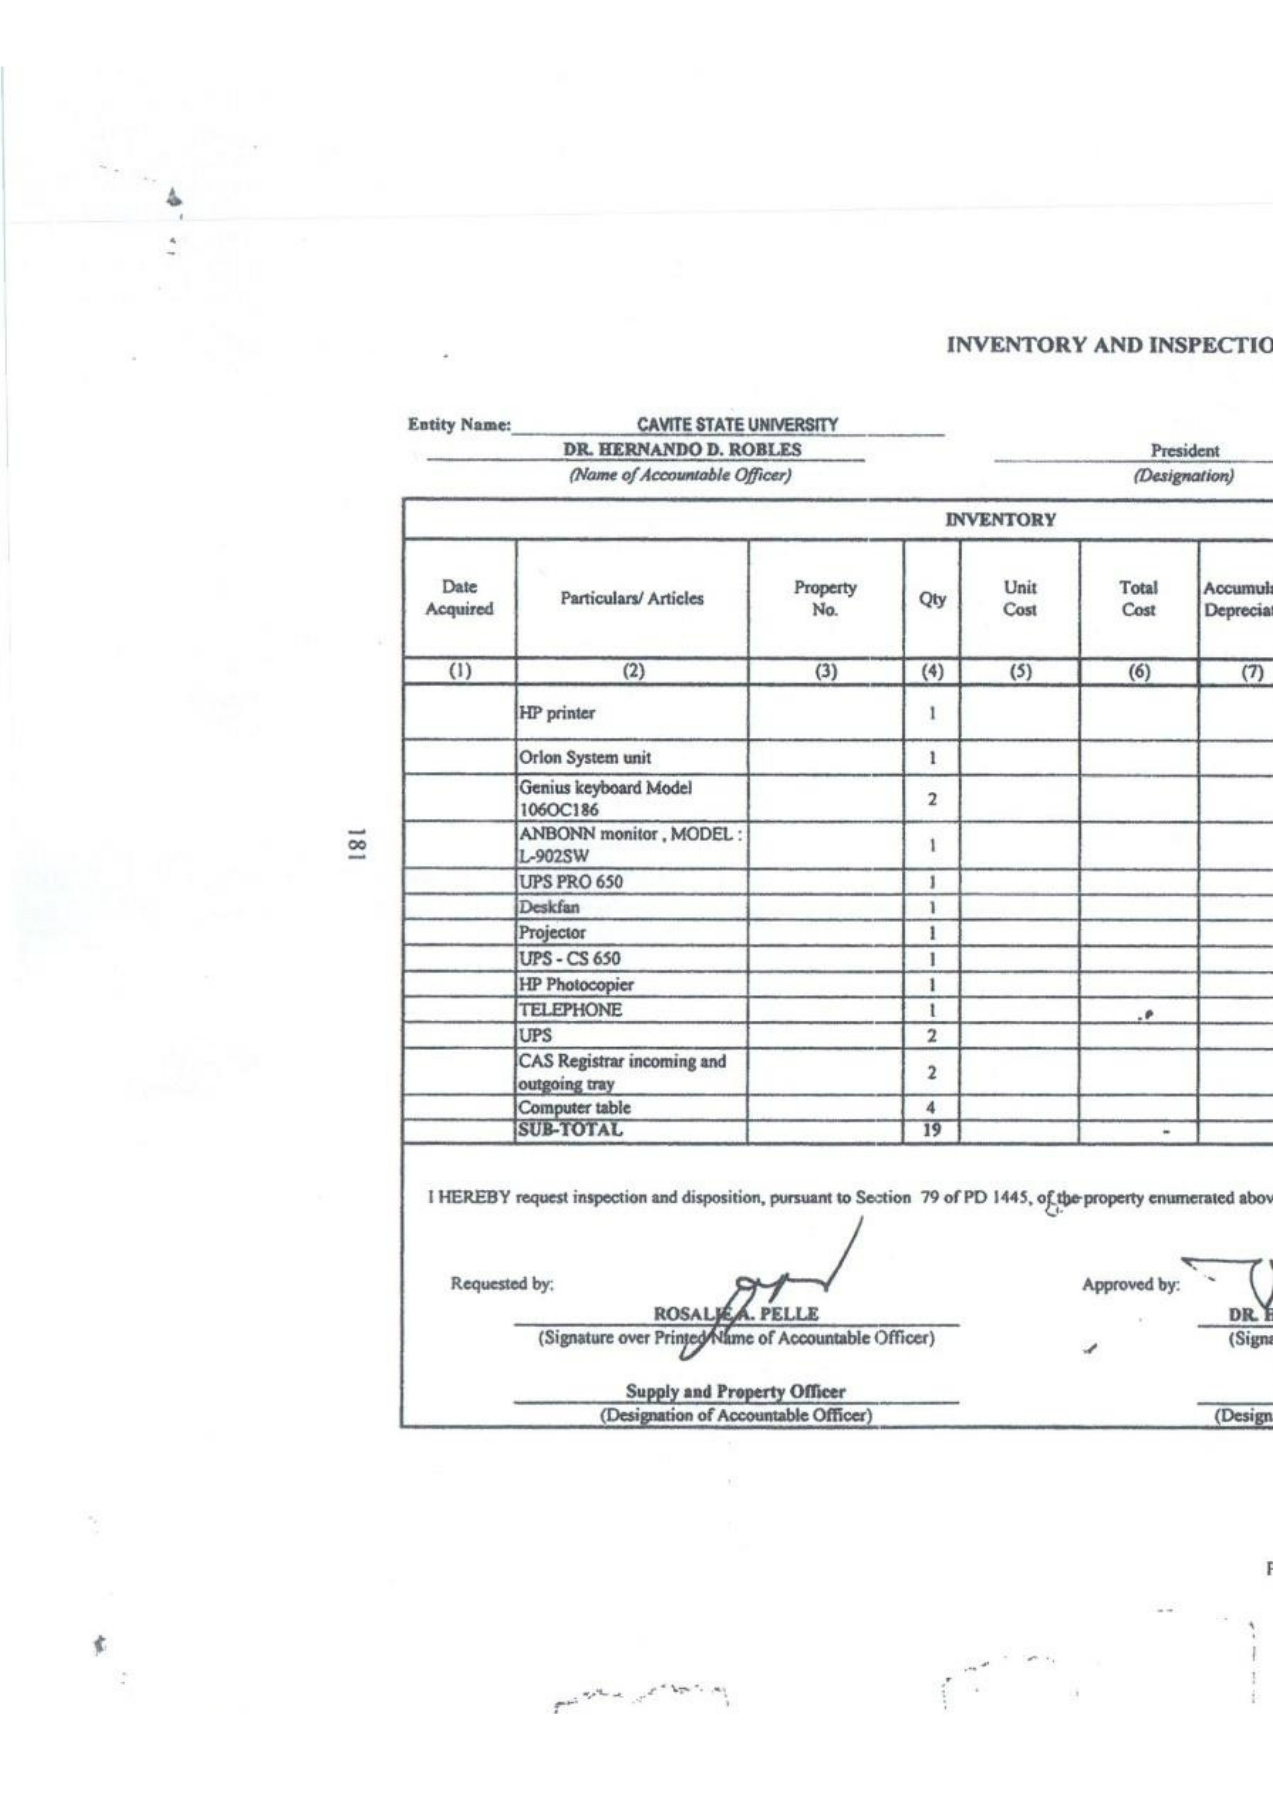 INVENTORY AND INSPECTIO
Entity Name: CAVITE STATE UNIVERSITY
DR. HERNANDO D. ROBLES President
(Name of Accountable Officer) (Designation)
INVENTORY
Date Acquired Particulars/ Articles Property No. Qty Unit Cost Total Cost Accumul Deprecia
(1) (2) (3) (4) (5) (6) (7)
HP printer 1
Orlon System unit 1
Genius keyboard Model
106OC186 2
ANBONN monitor , MODEL :
L-902SW 1
UPS PRO 650 1
Deskfan 1
Projector 1
UPS - CS 650 1
HP Photocopier 1
TELEPHONE 1
UPS 2
CAS Registrar incoming and
outgoing tray 2
Computer table 4
SUB-TOTAL 19 -
181
I HEREBY request inspection and disposition, pursuant to Section 79 of PD 1445, of the property enumerated abov
Requested by: Approved by:
ROSALIE A. PELLE DR.
(Signature over Printed Name of Accountable Officer) (Signa
Supply and Property Officer
(Designation of Accountable Officer) (Design